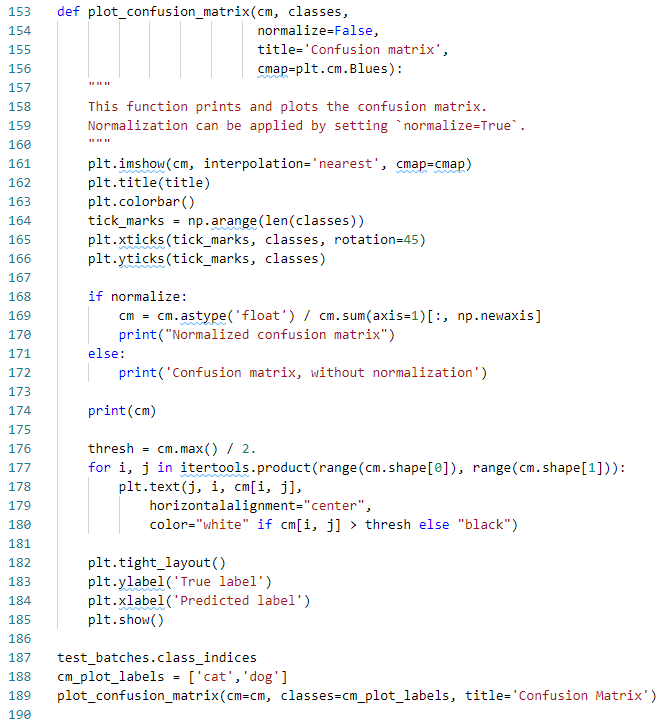 153 def plot_confusion_matrix(cm, classes,
154                           normalize=False,
155                           title='Confusion matrix',
156                           cmap=plt.cm.Blues):
157     """
158     This function prints and plots the confusion matrix.
159     Normalization can be applied by setting `normalize=True`.
160     """
161     plt.imshow(cm, interpolation='nearest', cmap=cmap)
162     plt.title(title)
163     plt.colorbar()
164     tick_marks = np.arange(len(classes))
165     plt.xticks(tick_marks, classes, rotation=45)
166     plt.yticks(tick_marks, classes)
167
168     if normalize:
169         cm = cm.astype('float') / cm.sum(axis=1)[:, np.newaxis]
170         print("Normalized confusion matrix")
171     else:
172         print('Confusion matrix, without normalization')
173
174     print(cm)
175
176     thresh = cm.max() / 2.
177     for i, j in itertools.product(range(cm.shape[0]), range(cm.shape[1])):
178         plt.text(j, i, cm[i, j],
179             horizontalalignment="center",
180             color="white" if cm[i, j] > thresh else "black")
181
182     plt.tight_layout()
183     plt.ylabel('True label')
184     plt.xlabel('Predicted label')
185     plt.show()
186
187 test_batches.class_indices
188 cm_plot_labels = ['cat','dog']
189 plot_confusion_matrix(cm=cm, classes=cm_plot_labels, title='Confusion Matrix')
190